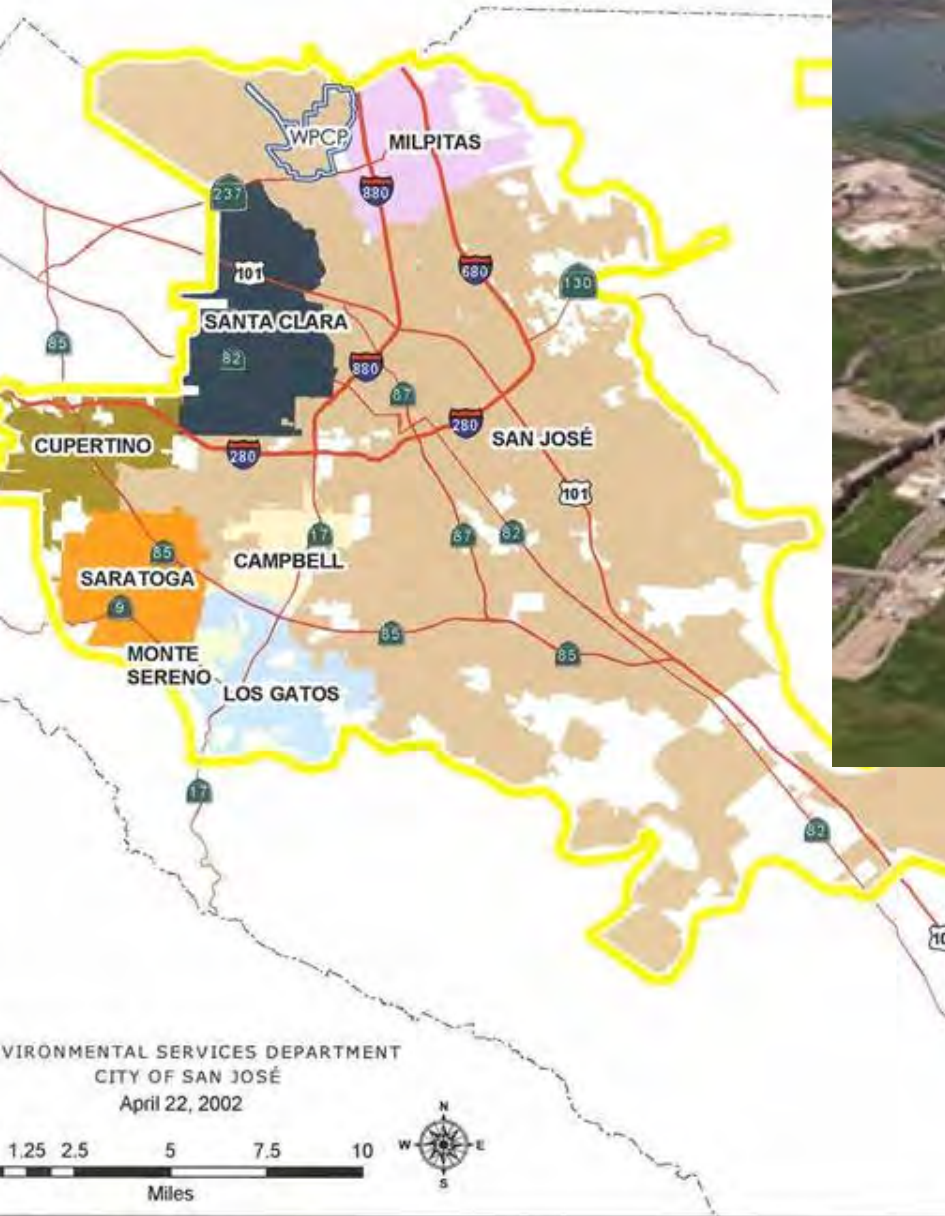 WPCP
MILPITAS
237
880
101
680
130
SANTA CLARA
85
82
880
87
CUPERTINO
280
280
SAN JOSÉ
101
17
87
82
85
CAMPBELL
SARATOGA
9
85
85
MONTE
SERENO
LOS GATOS
17
82
10
VIRONMENTAL SERVICES DEPARTMENT
CITY OF SAN JOSÉ
April 22, 2002
N
W E
S
1.25 2.5 5 7.5 10
Miles